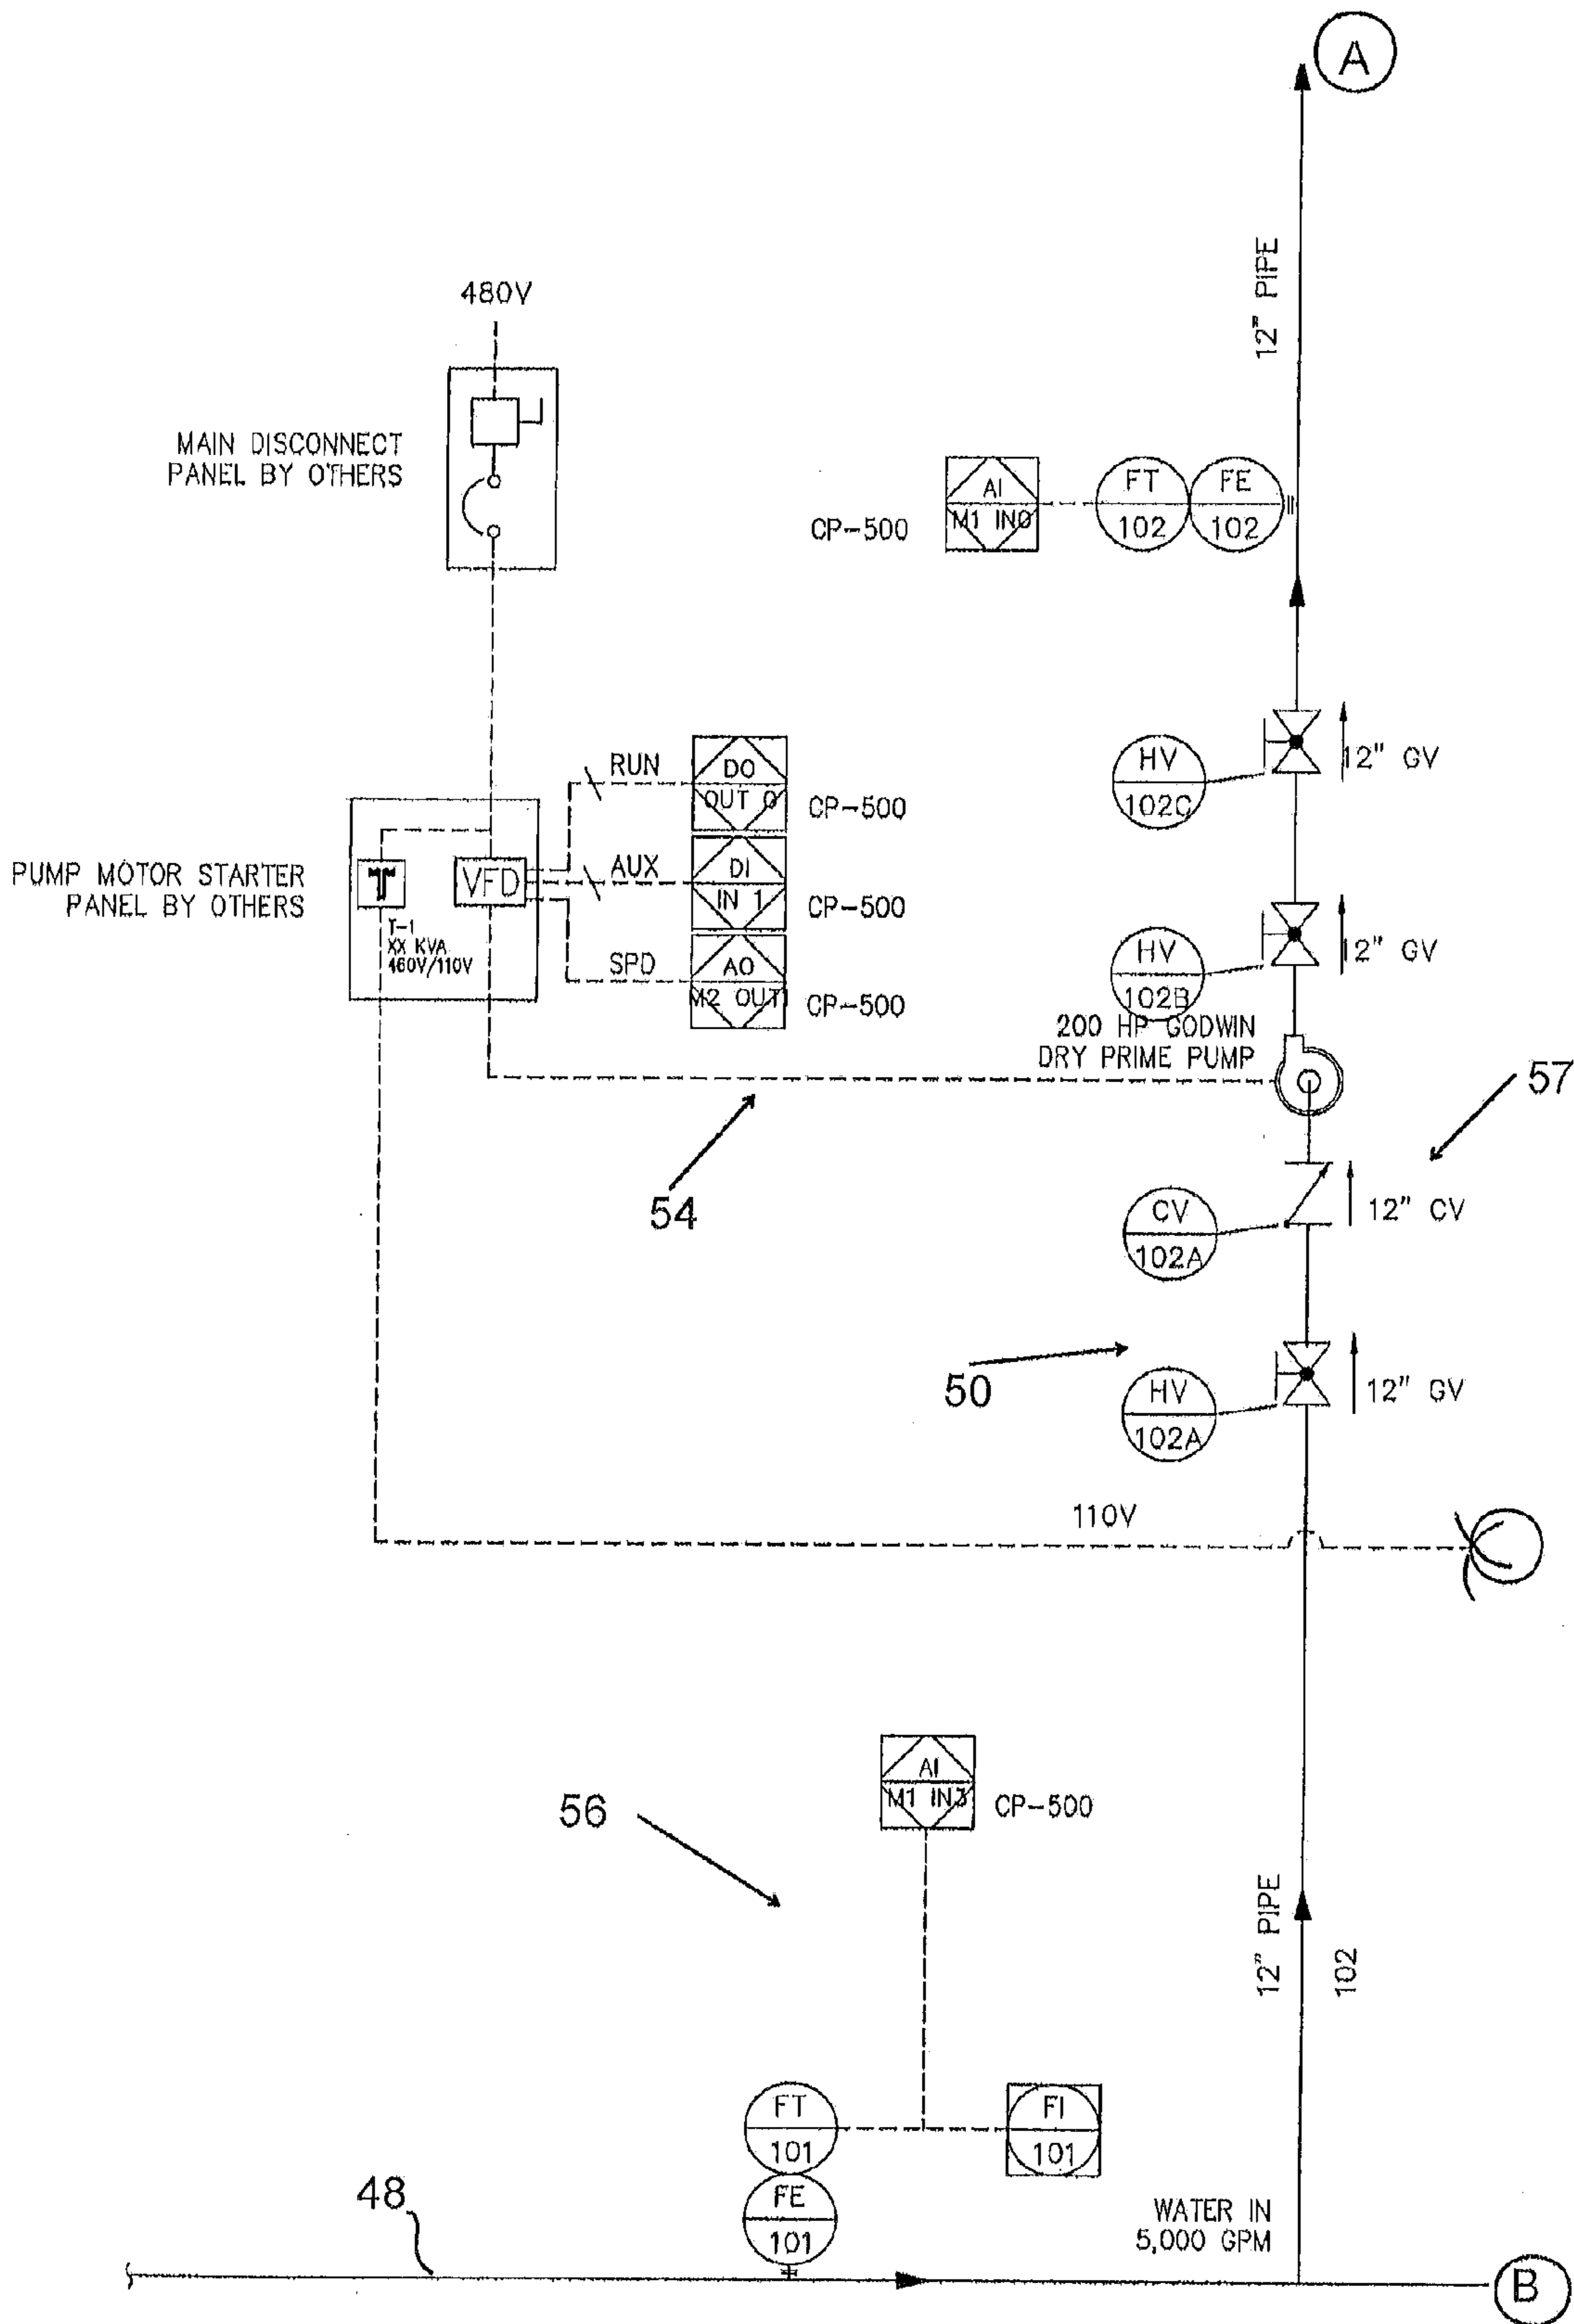 A
12" PIPE
480V
MAIN DISCONNECT
PANEL BY OTHERS
CP-500
AI
M1 IN0
FT
102
FE
102
HV
102C
12" GV
RUN
DO
OUT 0
CP-500
PUMP MOTOR STARTER
PANEL BY OTHERS
VFD
AUX
DI
IN 1
CP-500
T-1
XX KVA
460V/110V
SPD
AO
M2 OUT1
CP-500
HV
102B
12" GV
200 HP GODWIN
DRY PRIME PUMP
57
54
CV
102A
12" CV
50
HV
102A
12" GV
110V
AI
M1 IN3
CP-500
56
12" PIPE
102
FT
101
FI
101
48
FE
101
WATER IN
5,000 GPM
B